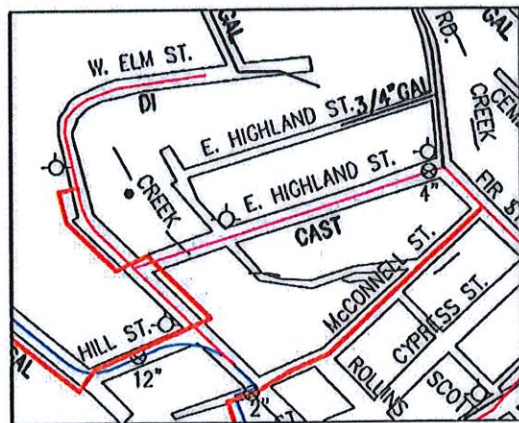 GAL
RD.
GAL
W. ELM ST.
DI
3/4" GAL
CEM
E. HIGHLAND ST.
CREEK
E. HIGHLAND ST.
CREEK
4"
FIR ST
CAST
McCONNELL ST.
HILL ST.
CYPRESS ST.
GAL
12"
ROLLINS
SCOT
2"
ST.